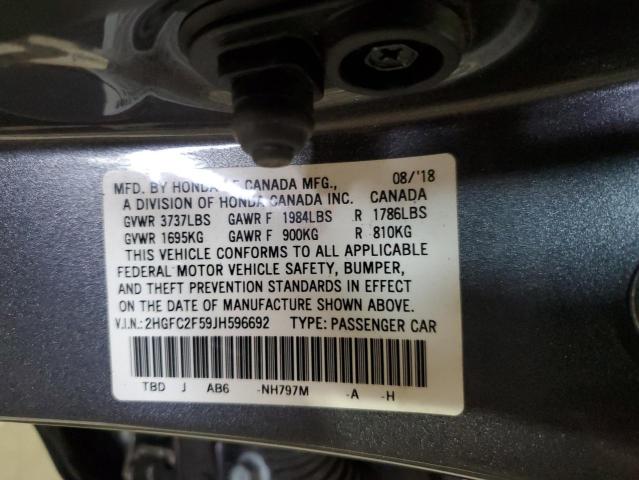 MFD. BY HONDA OF CANADA MFG., 08/'18
A DIVISION OF HONDA CANADA INC. CANADA
GVWR 3737LBS GAWR F 1984LBS R 1786LBS
GVWR 1695KG GAWR F 900KG R 810KG
THIS VEHICLE CONFORMS TO ALL APPLICABLE
FEDERAL MOTOR VEHICLE SAFETY, BUMPER,
AND THEFT PREVENTION STANDARDS IN EFFECT
ON THE DATE OF MANUFACTURE SHOWN ABOVE.
V.I.N.: 2HGFC2F59JH596692 TYPE: PASSENGER CAR
TBD J AB6 -NH797M -A -H